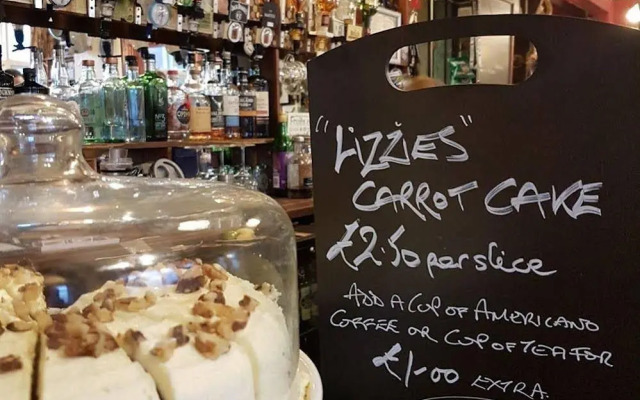 "LIZZIES"
CARROT CAKE
£2.50 per slice
ADD A CUP OF AMERICANO
COFFEE OR CUP OF TEA FOR
£1-00 EXTRA.